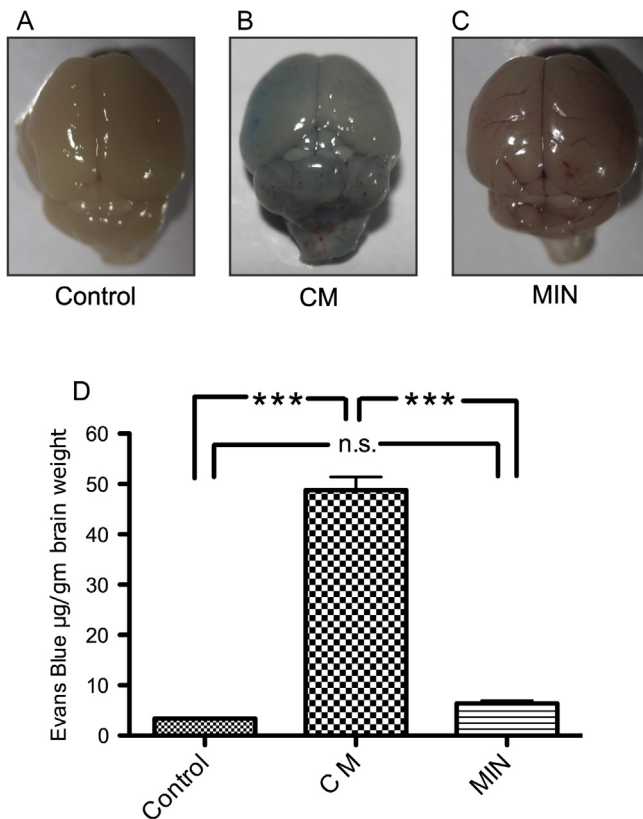 A
B
C
Control
CM
MIN
D
*** ***
n.s.
60
50
40
30
20
10
0
Evans Blue µg/gm brain weight
Control
C M
MIN